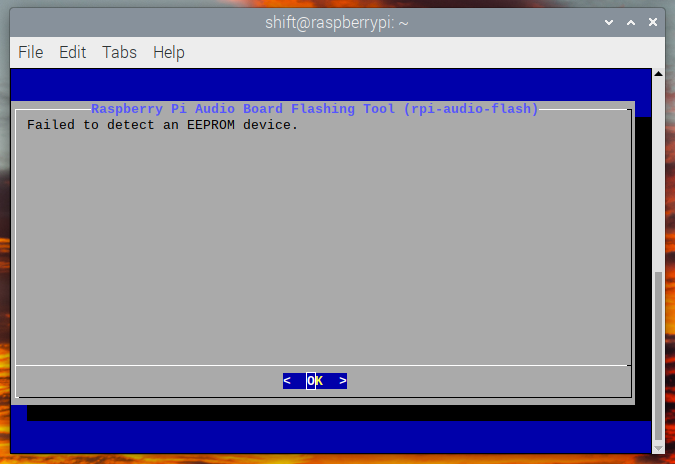 shift@raspberrypi: ~
File Edit Tabs Help
Raspberry Pi Audio Board Flashing Tool (rpi-audio-flash)
Failed to detect an EEPROM device.
< OK >